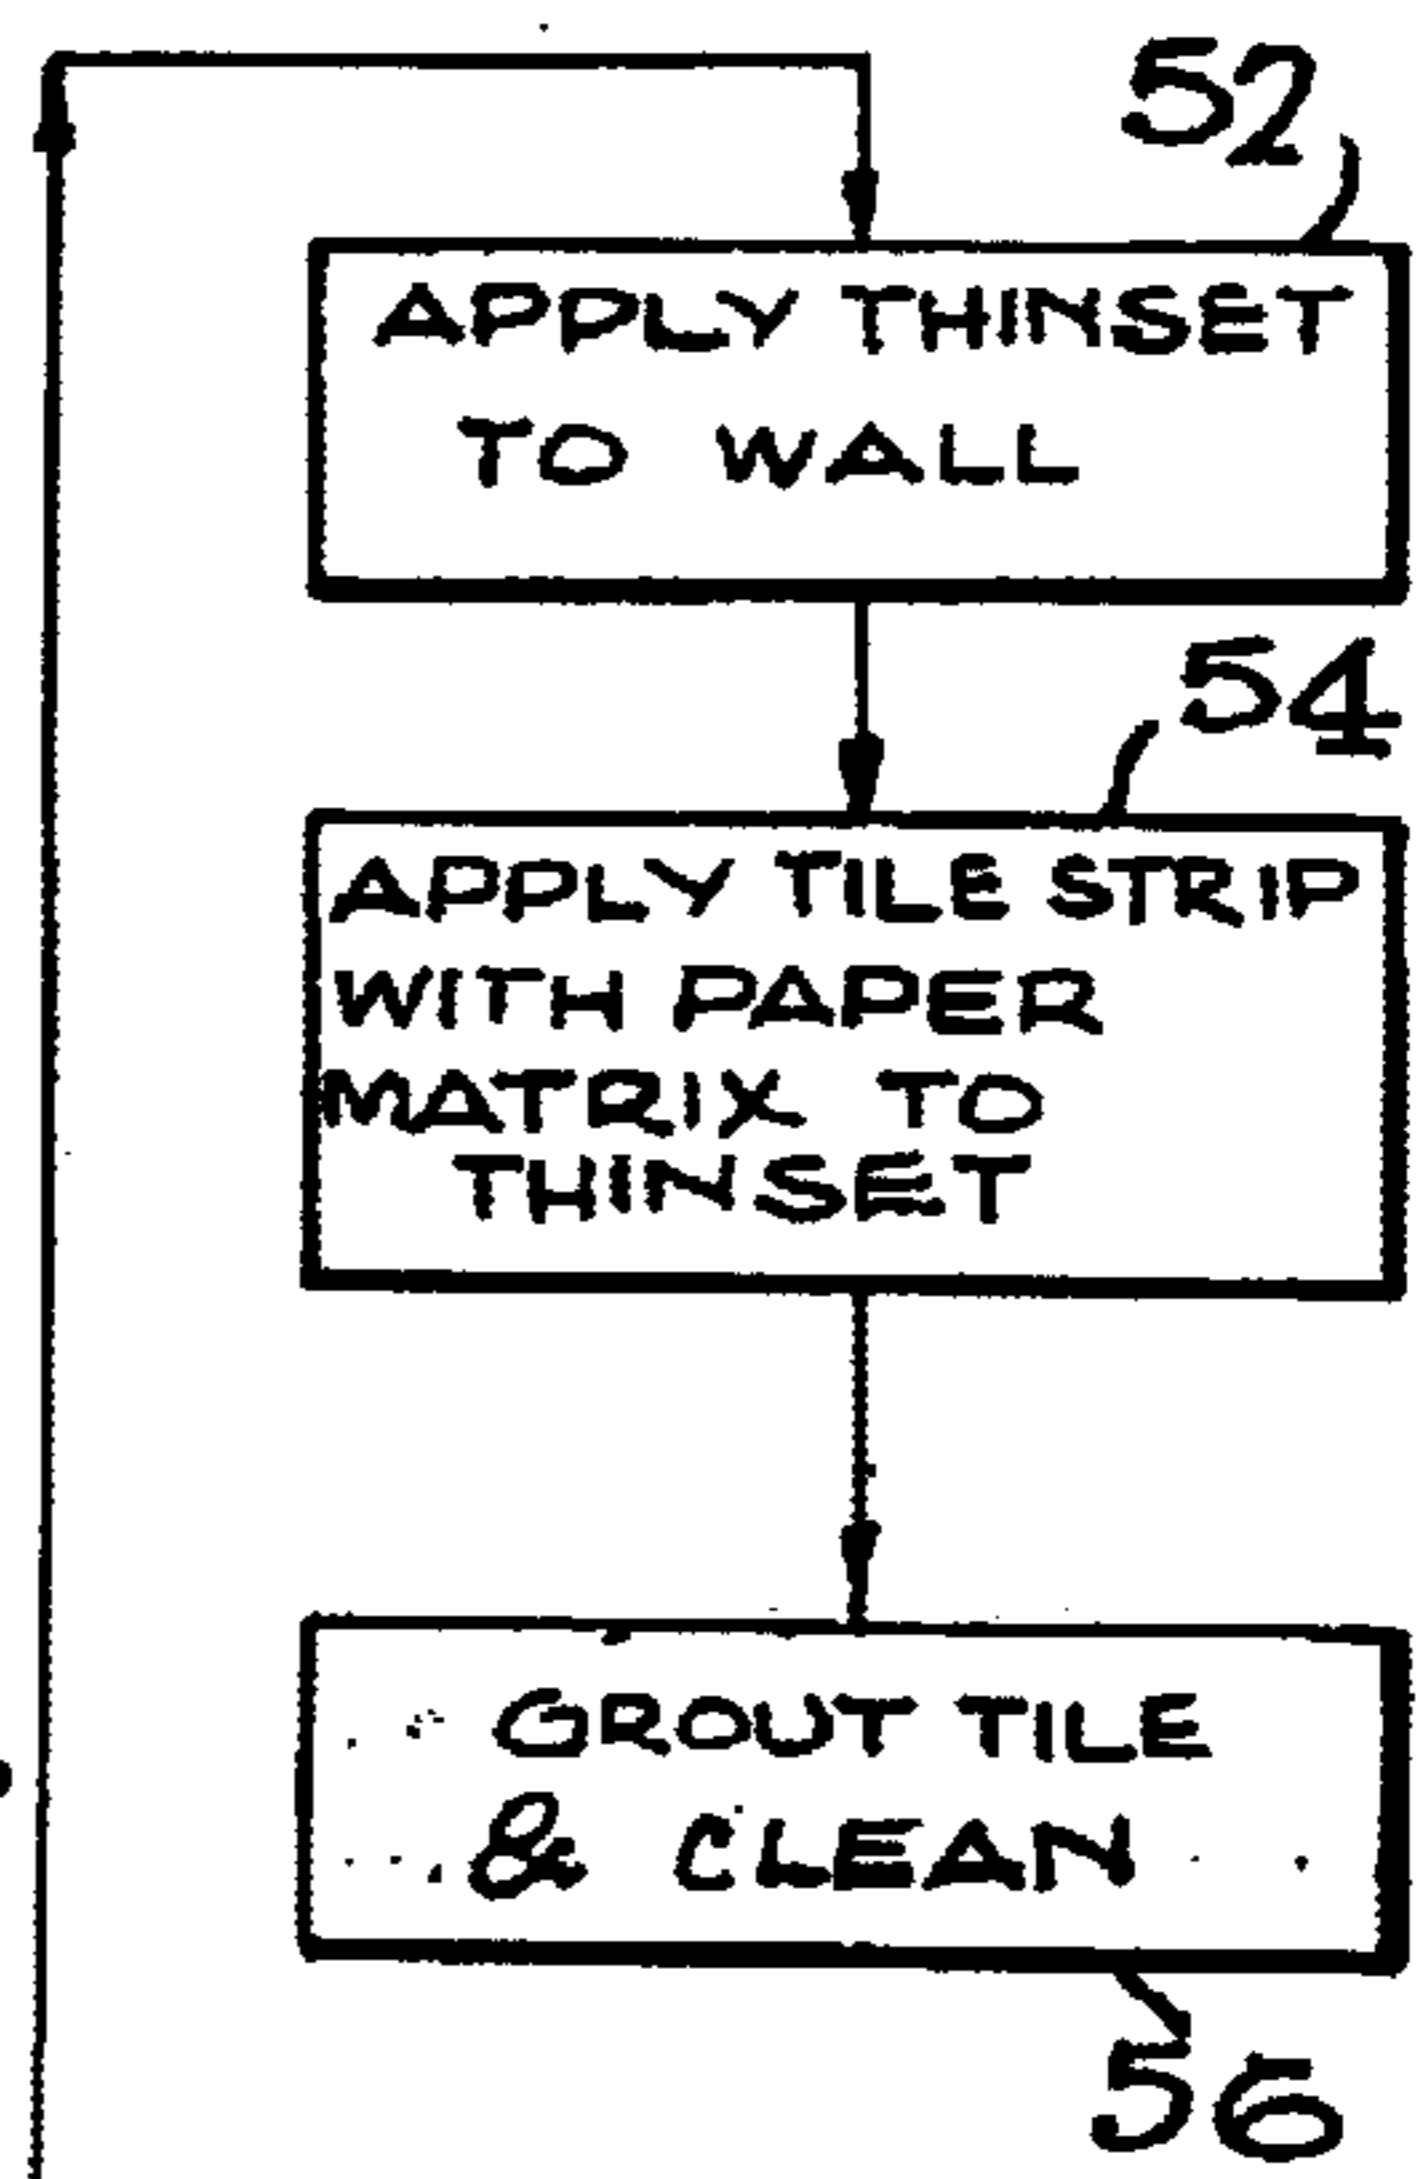 52
APPLY THINSET
TO WALL
54
APPLY TILE STRIP
WITH PAPER
MATRIX TO
THINSET
GROUT TILE
& CLEAN
56